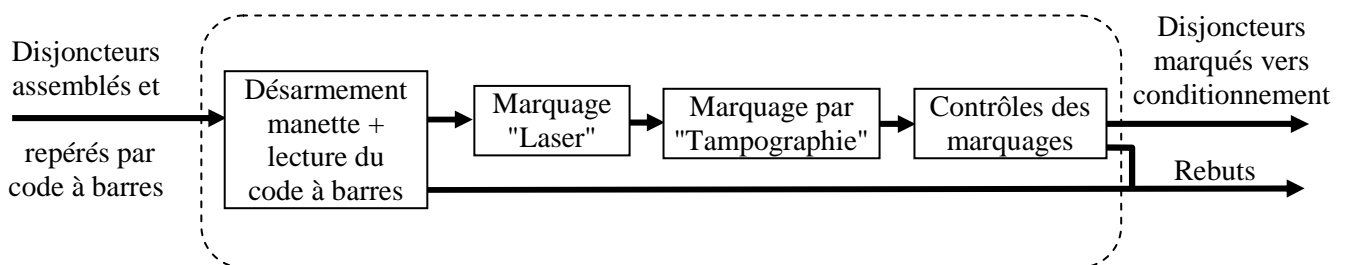 Disjoncteurs
assemblés et
repérés par
code à barres
Désarmement
manette +
lecture du
code à barres
Marquage
"Laser"
Marquage par
"Tampographie"
Contrôles des
marquages
Disjoncteurs
marqués vers
conditionnement
Rebuts